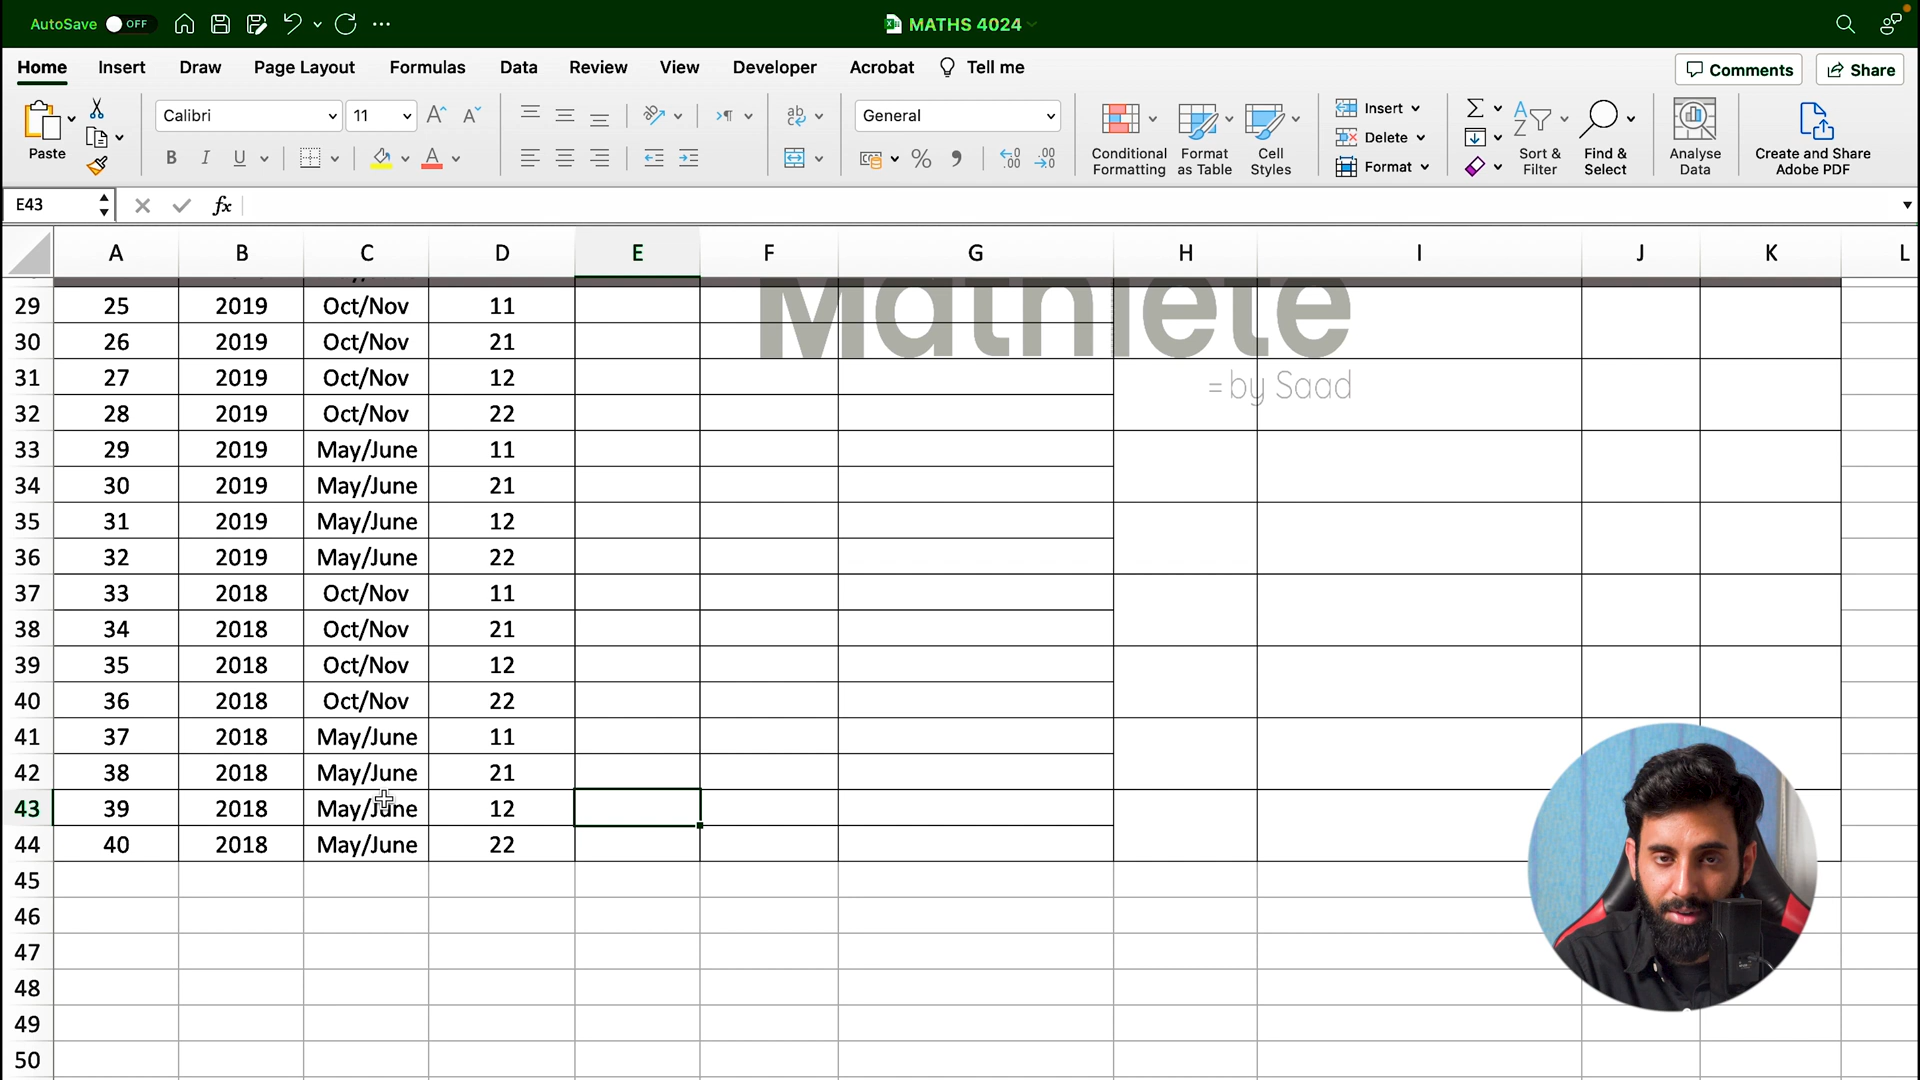 AutoSave OFF MATHS 4024
Home Insert Draw Page Layout Formulas Data Review View Developer Acrobat Tell me Comments Share
Paste Calibri 11 General Conditional Formatting Format as Table Cell Styles Insert Delete Format Sort & Filter Find & Select Analyse Data Create and Share Adobe PDF
E43 fx
A B C D E F G H I J K L
29 25 2019 Oct/Nov 11
Mathlete
30 26 2019 Oct/Nov 21
31 27 2019 Oct/Nov 12
=by Saad
32 28 2019 Oct/Nov 22
33 29 2019 May/June 11
34 30 2019 May/June 21
35 31 2019 May/June 12
36 32 2019 May/June 22
37 33 2018 Oct/Nov 11
38 34 2018 Oct/Nov 21
39 35 2018 Oct/Nov 12
40 36 2018 Oct/Nov 22
41 37 2018 May/June 11
42 38 2018 May/June 21
43 39 2018 May/June 12
44 40 2018 May/June 22
45
46
47
48
49
50